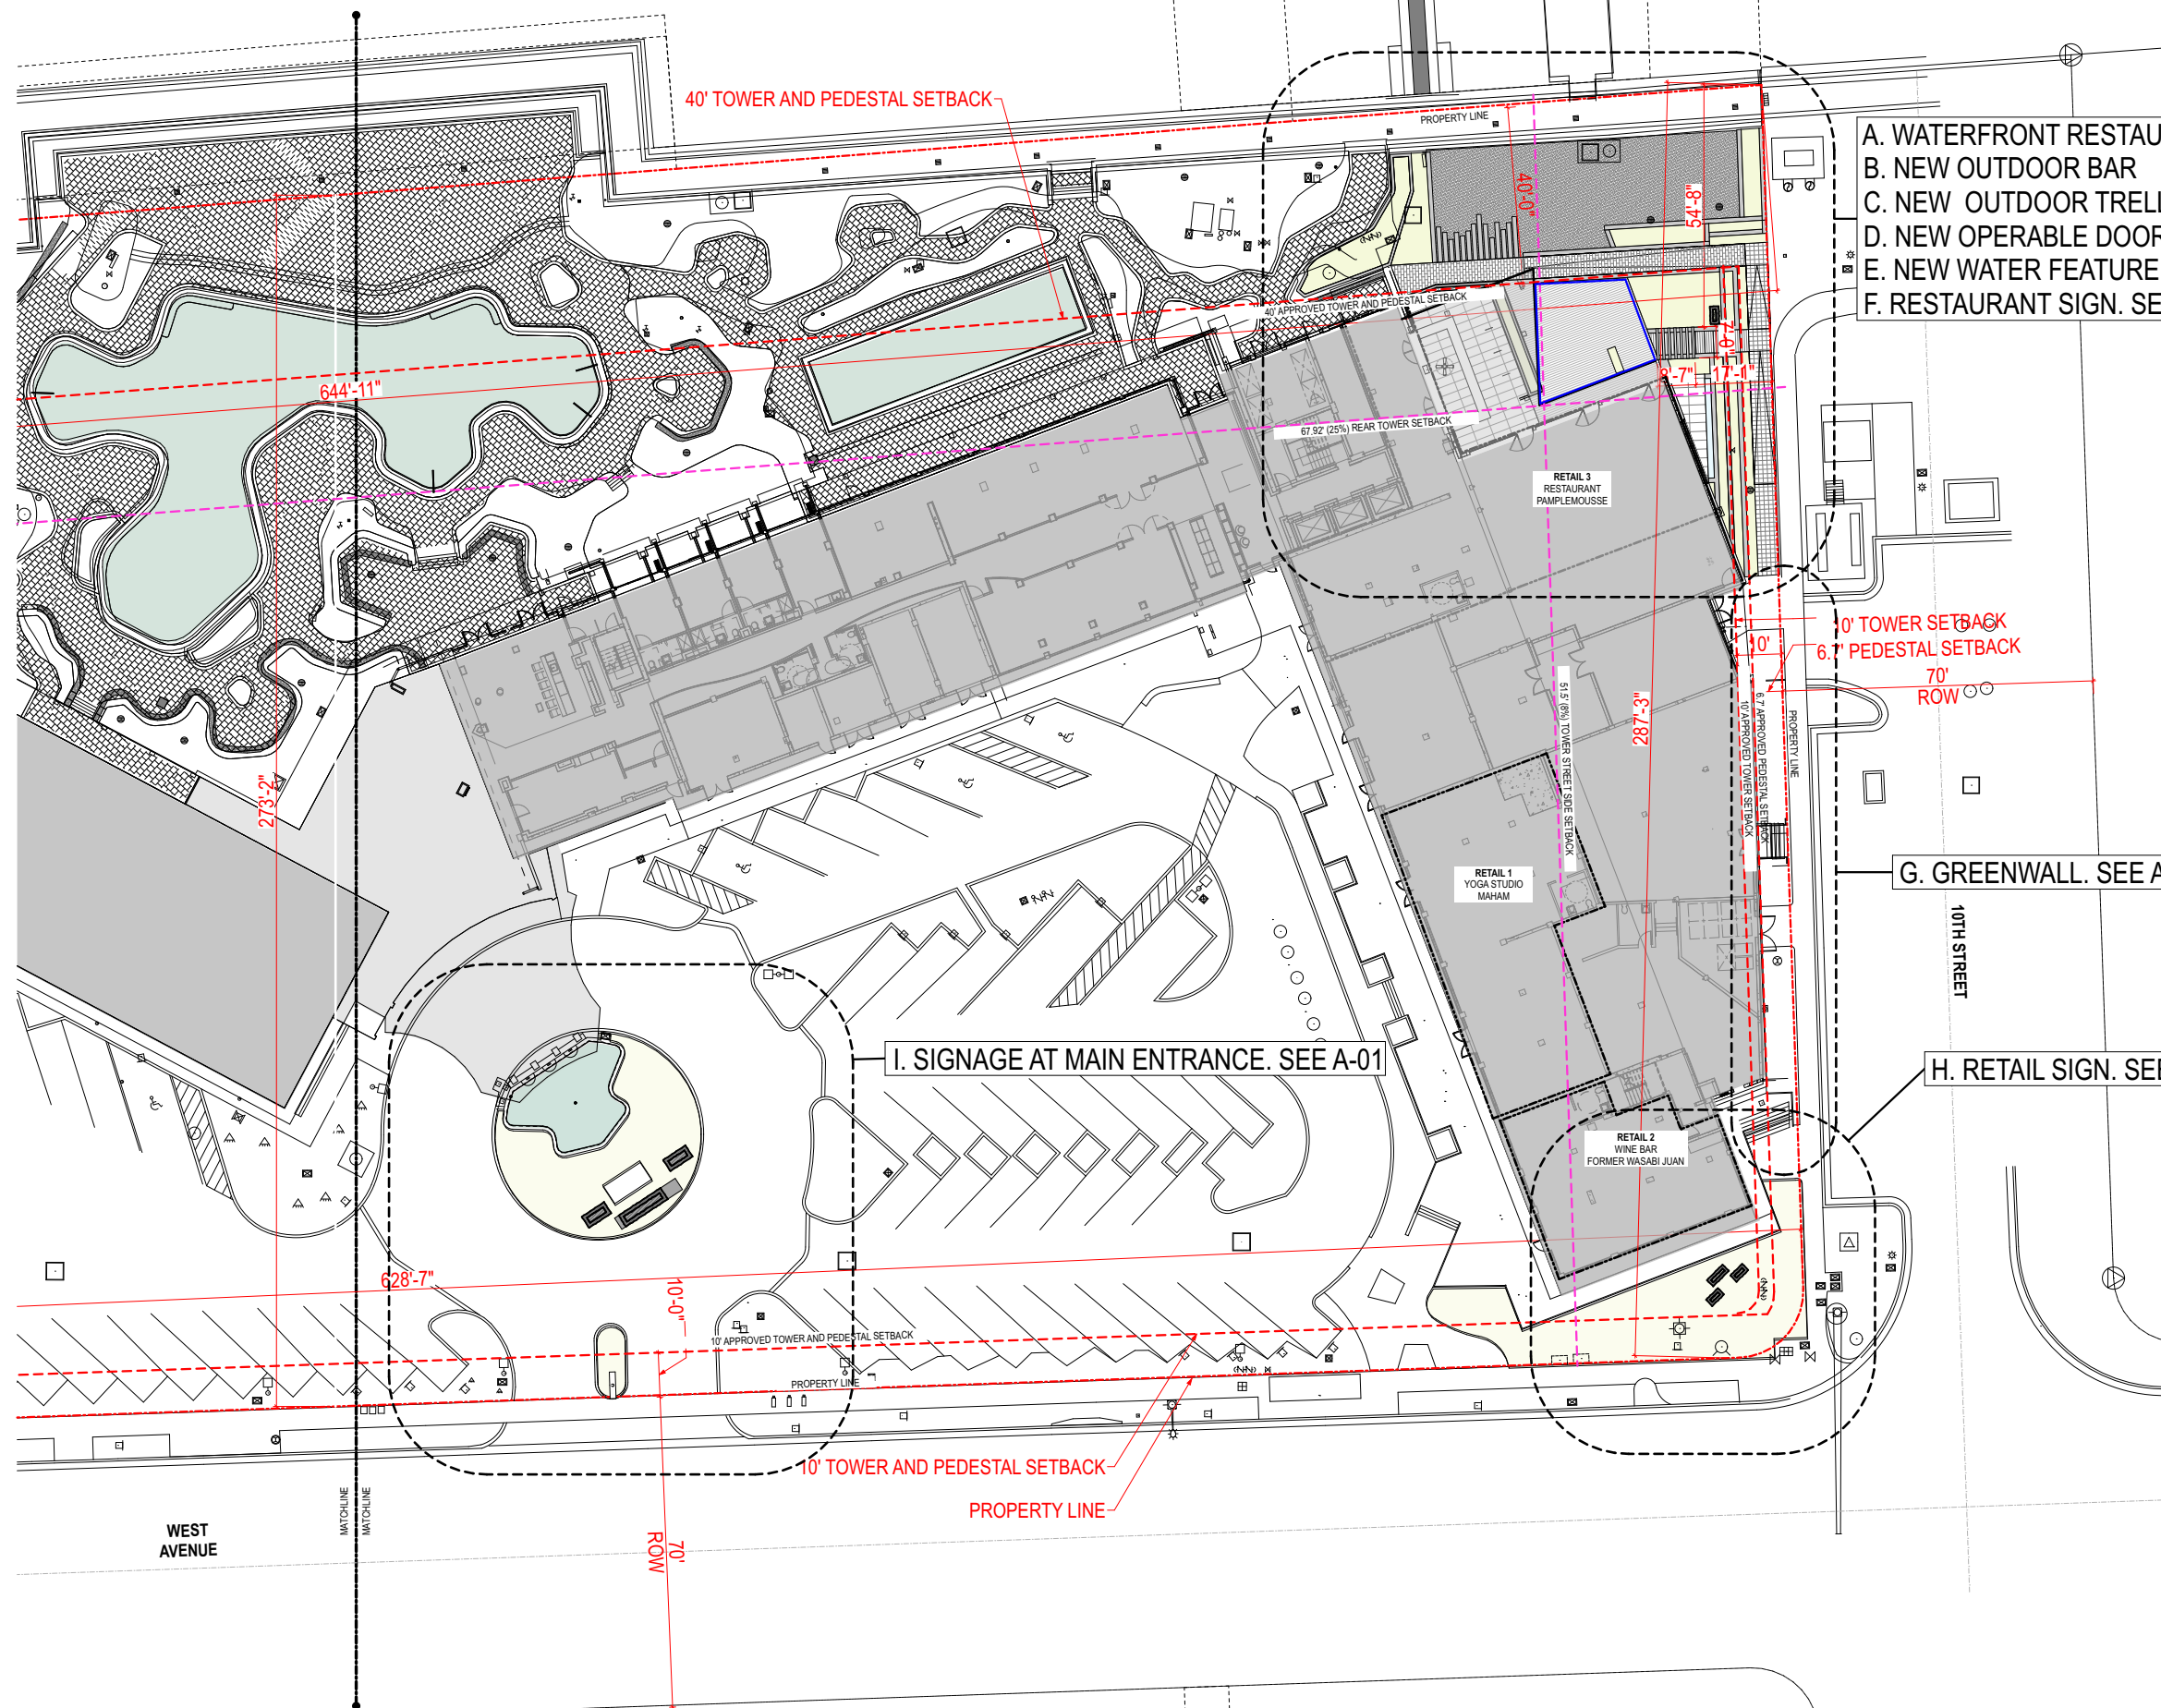 40' TOWER AND PEDESTAL SETBACK
PROPERTY LINE
A. WATERFRONT RESTAU
B. NEW OUTDOOR BAR
C. NEW OUTDOOR TRELL
D. NEW OPERABLE DOOR
E. NEW WATER FEATURE
F. RESTAURANT SIGN. SE
40'-0"
54'-8"
40' APPROVED TOWER AND PEDESTAL SETBACK
644'-11"
8'-7"
17'-1"
67.92' (25%) REAR TOWER SETBACK
RETAIL 3
RESTAURANT
PAMPLEMOUSSE
10' TOWER SETBACK
10'
6.7' PEDESTAL SETBACK
70'
ROW
51.5' (8%) TOWER STREET SIDE SETBACK
287'-3"
6.7' APPROVED PEDESTAL SETBACK
10' APPROVED TOWER SETBACK
PROPERTY LINE
273'-2"
RETAIL 1
YOGA STUDIO
MAHAM
G. GREENWALL. SEE A
10TH STREET
I. SIGNAGE AT MAIN ENTRANCE. SEE A-01
H. RETAIL SIGN. SEE
RETAIL 2
WINE BAR
FORMER WASABI JUAN
628'-7"
10'-0"
10' APPROVED TOWER AND PEDESTAL SETBACK
PROPERTY LINE
10' TOWER AND PEDESTAL SETBACK
PROPERTY LINE
MATCHLINE
MATCHLINE
WEST
AVENUE
70'
ROW